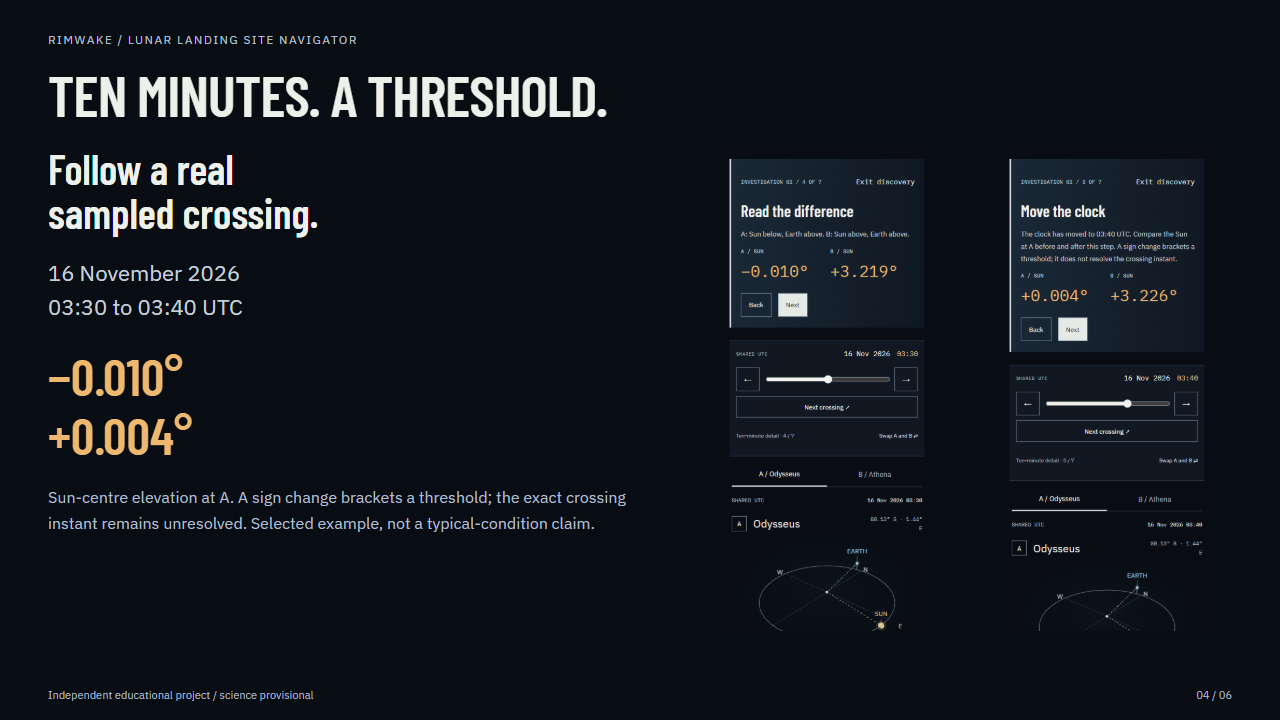 RIMWAKE / LUNAR LANDING SITE NAVIGATOR
TEN MINUTES. A THRESHOLD.
Follow a real
sampled crossing.
16 November 2026
03:30 to 03:40 UTC
−0.010°
+0.004°
Sun-centre elevation at A. A sign change brackets a threshold; the exact crossing
instant remains unresolved. Selected example, not a typical-condition claim.
INVESTIGATION 02 / 4 OF 7 Exit discovery
Read the difference
A: Sun below, Earth above. B: Sun above, Earth above.
A / SUN B / SUN
−0.010° +3.219°
Back Next
SHARED UTC 16 Nov 2026 03:30
← →
Next crossing ↗
Ten-minute detail · 4 / 7 Swap A and B ⇄
A / Odysseus B / Athena
SHARED UTC 16 Nov 2026 03:30
A Odysseus 80.13° S · 1.44°
E
EARTH
W N
SUN
E
INVESTIGATION 02 / 5 OF 7 Exit discovery
Move the clock
The clock has moved to 03:40 UTC. Compare the Sun
at A before and after this step. A sign change brackets a
threshold; it does not resolve the crossing instant.
A / SUN B / SUN
+0.004° +3.226°
Back Next
SHARED UTC 16 Nov 2026 03:40
← →
Next crossing ↗
Ten-minute detail · 5 / 7 Swap A and B ⇄
A / Odysseus B / Athena
SHARED UTC 16 Nov 2026 03:40
A Odysseus 80.13° S · 1.44°
E
EARTH
W N
Independent educational project / science provisional
04 / 06